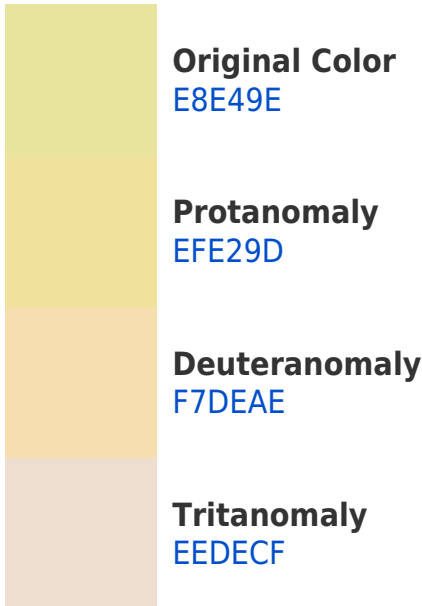 Original Color
E8E49E
Protanomaly
EFE29D
Deuteranomaly
F7DEAE
Tritanomaly
EEDECF